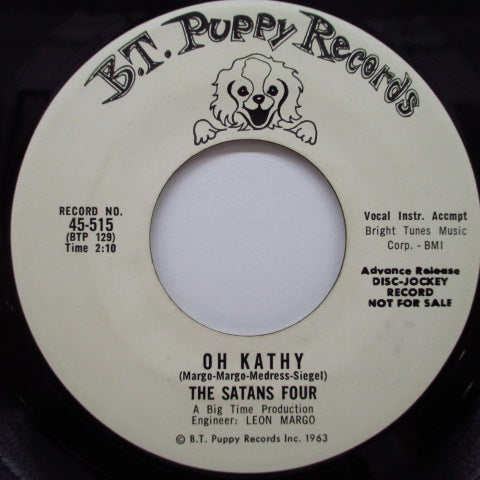 B.T. Puppy Records
RECORD NO.
45-515
(BTP 129)
Time 2:10
Vocal Instr. Accmpt
Bright Tunes Music
Corp. - BMI
Advance Release
DISC-JOCKEY
RECORD
NOT FOR SALE
OH KATHY
(Margo-Margo-Medress-Siegel)
THE SATANS FOUR
A Big Time Production
Engineer: LEON MARGO
© B.T. Puppy Records Inc. 1963